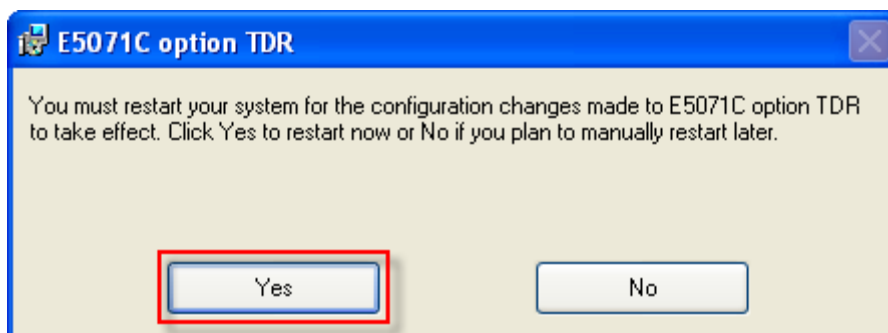 E5071C option TDR
You must restart your system for the configuration changes made to E5071C option TDR
to take effect. Click Yes to restart now or No if you plan to manually restart later.
Yes
No